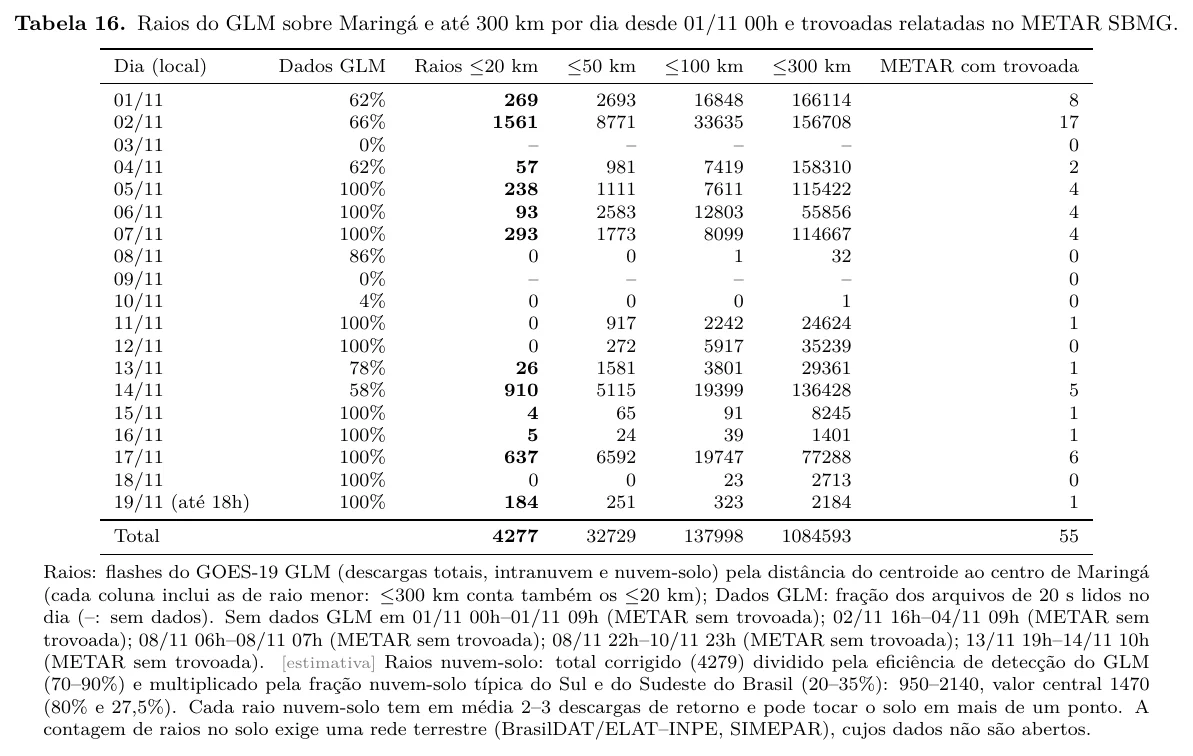 Tabela 16. Raios do GLM sobre Maringá e até 300 km por dia desde 01/11 00h e trovoadas relatadas no METAR SBMG.
Dia (local) Dados GLM Raios ≤20 km ≤50 km ≤100 km ≤300 km METAR com trovoada
01/11 62% 269 2693 16848 166114 8
02/11 66% 1561 8771 33635 156708 17
03/11 0% – – – – 0
04/11 62% 57 981 7419 158310 2
05/11 100% 238 1111 7611 115422 4
06/11 100% 93 2583 12803 55856 4
07/11 100% 293 1773 8099 114667 4
08/11 86% 0 0 1 32 0
09/11 0% – – – – 0
10/11 4% 0 0 0 1 0
11/11 100% 0 917 2242 24624 1
12/11 100% 0 272 5917 35239 0
13/11 78% 26 1581 3801 29361 1
14/11 58% 910 5115 19399 136428 5
15/11 100% 4 65 91 8245 1
16/11 100% 5 24 39 1401 1
17/11 100% 637 6592 19747 77288 6
18/11 100% 0 0 23 2713 0
19/11 (até 18h) 100% 184 251 323 2184 1
Total 4277 32729 137998 1084593 55
Raios: flashes do GOES-19 GLM (descargas totais, intranuvem e nuvem-solo) pela distância do centroide ao centro de Maringá
(cada coluna inclui as de raio menor: ≤300 km conta também os ≤20 km); Dados GLM: fração dos arquivos de 20 s lidos no
dia (–: sem dados). Sem dados GLM em 01/11 00h–01/11 09h (METAR sem trovoada); 02/11 16h–04/11 09h (METAR sem
trovoada); 08/11 06h–08/11 07h (METAR sem trovoada); 08/11 22h–10/11 23h (METAR sem trovoada); 13/11 19h–14/11 10h
(METAR sem trovoada). [estimativa] Raios nuvem-solo: total corrigido (4279) dividido pela eficiência de detecção do GLM
(70–90%) e multiplicado pela fração nuvem-solo típica do Sul e do Sudeste do Brasil (20–35%): 950–2140, valor central 1470
(80% e 27,5%). Cada raio nuvem-solo tem em média 2–3 descargas de retorno e pode tocar o solo em mais de um ponto. A
contagem de raios no solo exige uma rede terrestre (BrasilDAT/ELAT–INPE, SIMEPAR), cujos dados não são abertos.